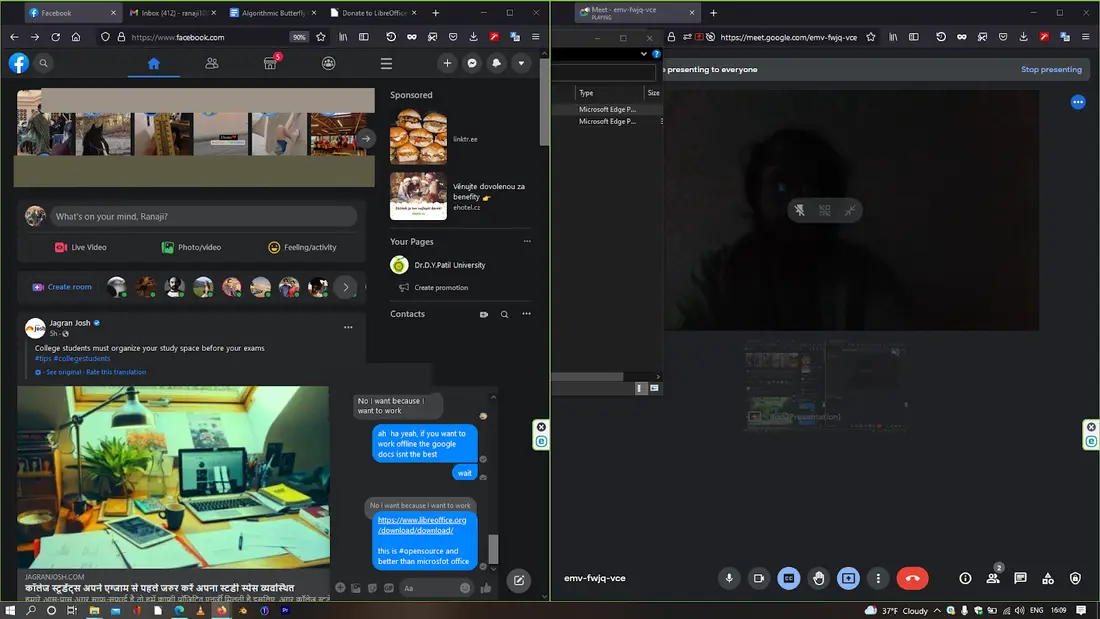 Facebook
Inbox (412) - ranaji10
Algorithmic Butterfly
Donate to LibreOffice
Meet - emv-fwjq-vce
PLAYING
https://www.facebook.com
90%
https://meet.google.com/emv-fwjq-vce
5
presenting to everyone
Stop presenting
Type
Size
Microsoft Edge P...
Microsoft Edge P...
Sponsored
linktr.ee
Věnujte dovolenou za
benefity 👉
ehotel.cz
What's on your mind, Ranaji?
Live Video
Photo/video
Feeling/activity
Your Pages
Dr.D.Y.Patil University
Create promotion
Create room
Contacts
Jagran Josh
5h
College students must organize your study space before your exams
#tips #collegestudents
See original · Rate this translation
No I want because I
want to work
ah ha yeah, if you want to
work offline the google
docs isnt the best
wait
No I want because I want to work
https://www.libreoffice.org
/download/download/
this is #opensource and
better than microsfot office
Aa
JAGRANJOSH.COM
कॉलेज स्टूडेंट्स अपने एग्जाम से पहले जरुर करें अपना स्टडी स्पेस व्यवस्थित
emv-fwjq-vce
2
37°F Cloudy
ENG
16:09